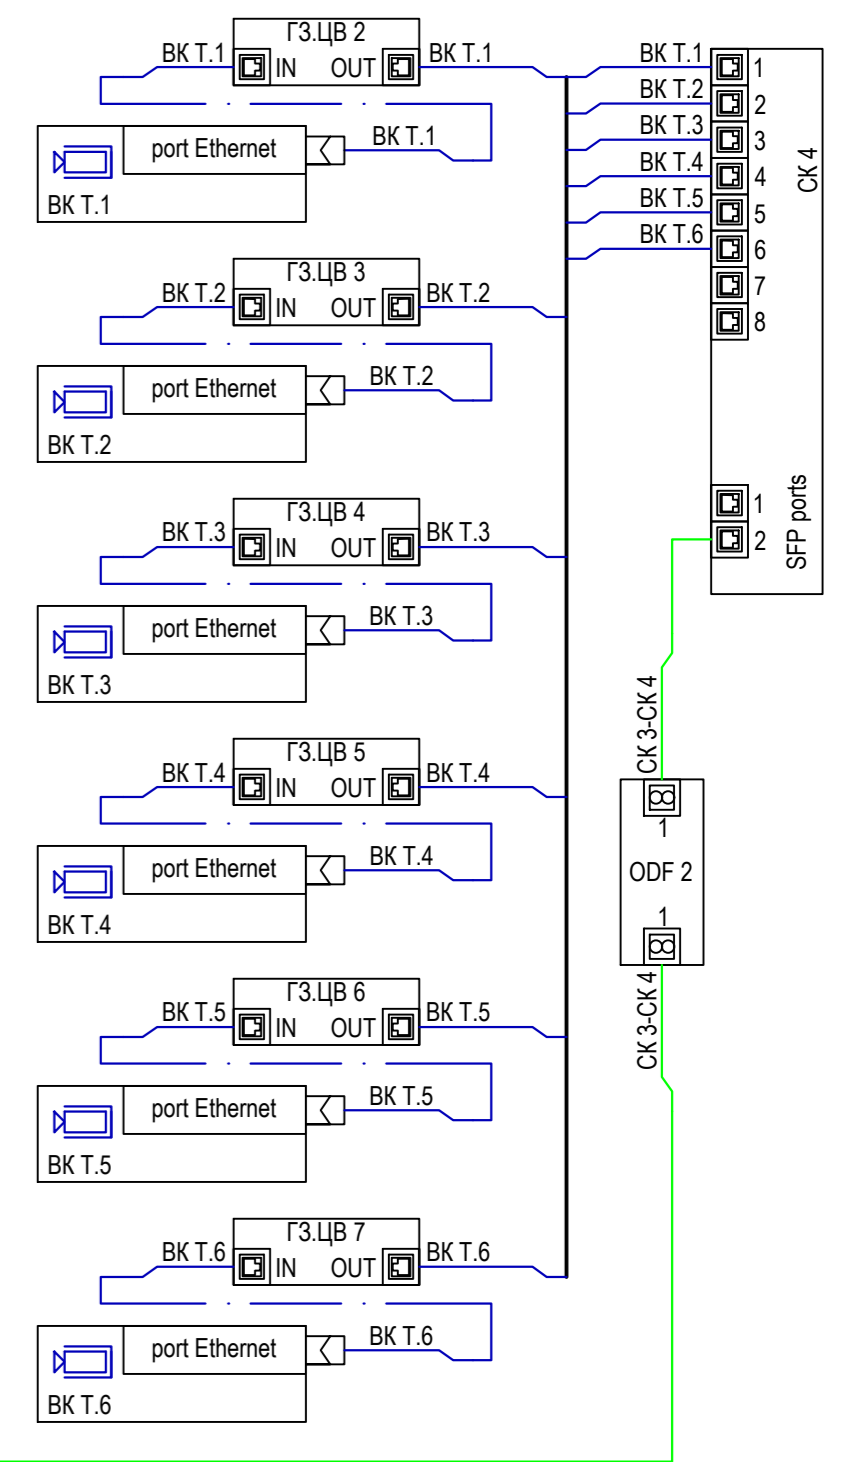 ГЗ.ЦВ 2
ВК Т.1
IN
OUT
ВК Т.1
port Ethernet
ВК Т.1
ВК Т.1
ГЗ.ЦВ 3
ВК Т.2
IN
OUT
ВК Т.2
port Ethernet
ВК Т.2
ВК Т.2
ГЗ.ЦВ 4
ВК Т.3
IN
OUT
ВК Т.3
port Ethernet
ВК Т.3
ВК Т.3
ГЗ.ЦВ 5
ВК Т.4
IN
OUT
ВК Т.4
port Ethernet
ВК Т.4
ВК Т.4
ГЗ.ЦВ 6
ВК Т.5
IN
OUT
ВК Т.5
port Ethernet
ВК Т.5
ВК Т.5
ГЗ.ЦВ 7
ВК Т.6
IN
OUT
ВК Т.6
port Ethernet
ВК Т.6
ВК Т.6
ВК Т.1
1
ВК Т.2
2
ВК Т.3
3
ВК Т.4
4
ВК Т.5
5
ВК Т.6
6
7
8
СК 4
1
2
SFP ports
СК 3-СК 4
1
ODF 2
1
СК 3-СК 4